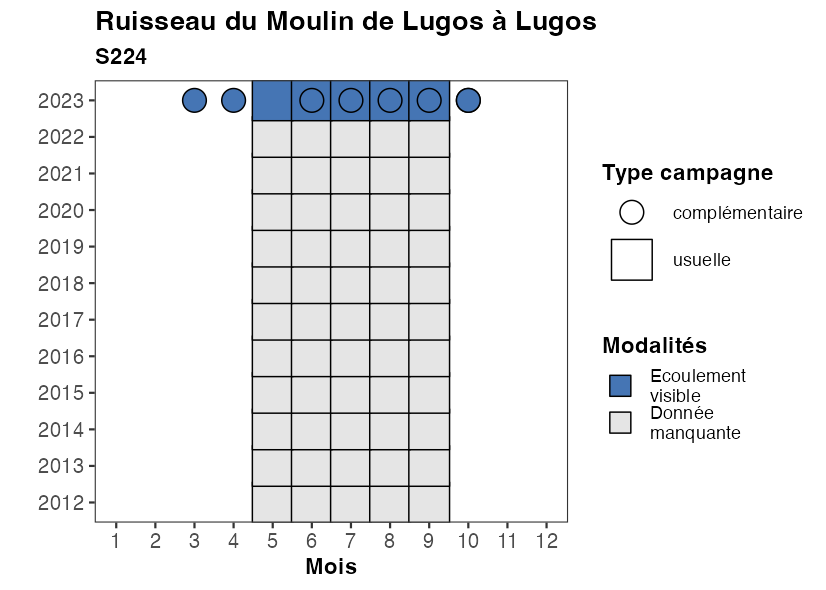 Ruisseau du Moulin de Lugos à Lugos
S224
2023
2022
2021
2020
2019
2018
2017
2016
2015
2014
2013
2012
1 2 3 4 5 6 7 8 9 10 11 12
Mois
Type campagne
complémentaire
usuelle
Modalités
Ecoulement
visible
Donnée
manquante